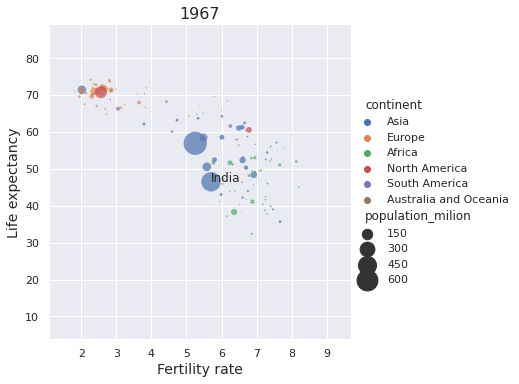 1967
Life expectancy
80
70
60
50
40
30
20
10
India
2 3 4 5 6 7 8 9
Fertility rate
continent
Asia
Europe
Africa
North America
South America
Australia and Oceania
population_milion
150
300
450
600